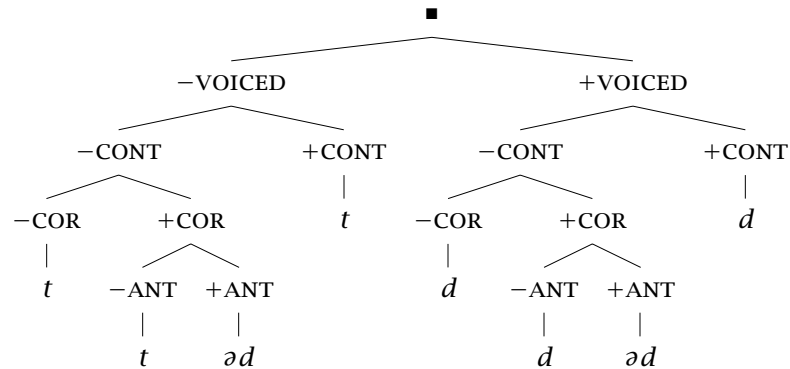 −VOICED +VOICED
−CONT +CONT −CONT +CONT
−COR +COR t −COR +COR d
t −ANT +ANT d −ANT +ANT
t əd d əd